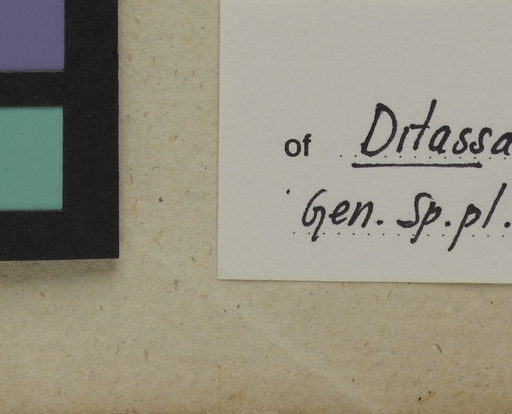 of Ditassa
Gen. Sp. pl.